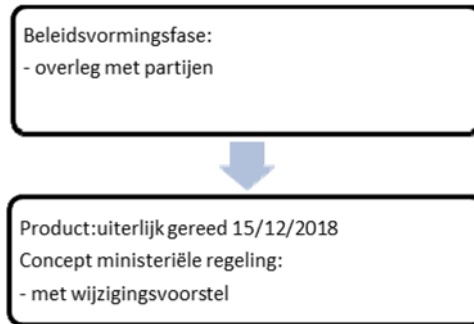 Beleidsvormingsfase:
- overleg met partijen
Product:uiterlijk gereed 15/12/2018
Concept ministeriële regeling:
- met wijzigingsvoorstel